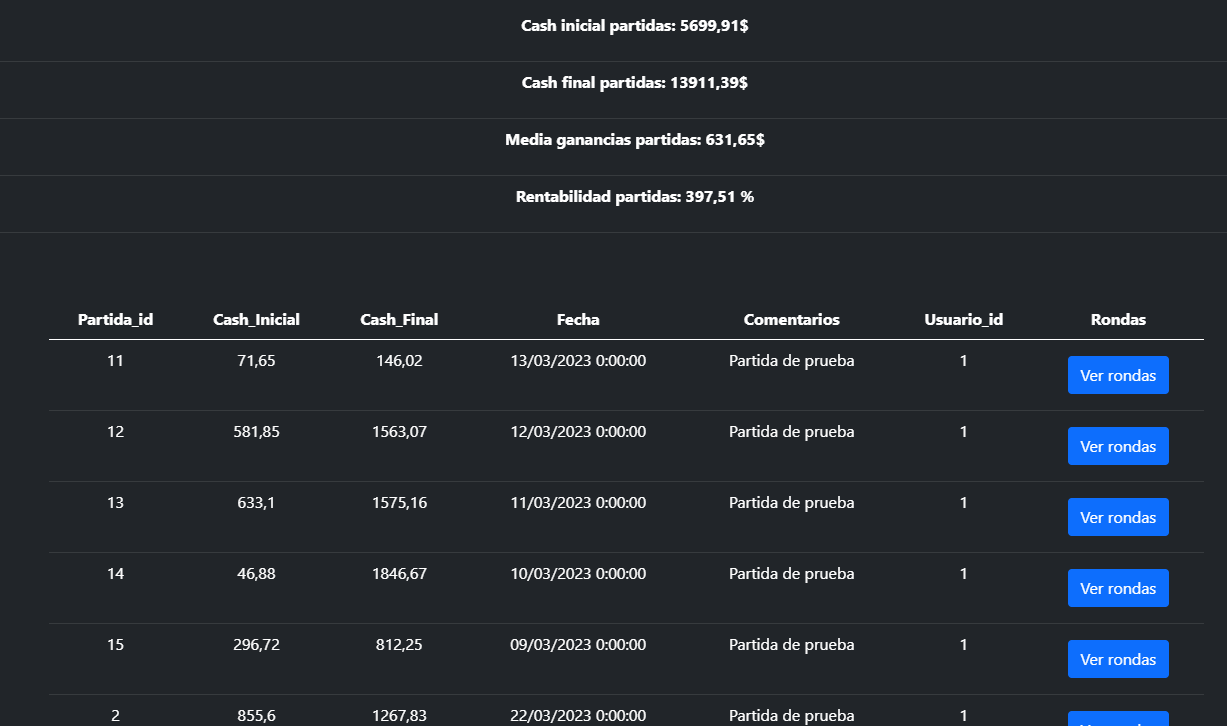 Cash inicial partidas: 5699,91$
Cash final partidas: 13911,39$
Media ganancias partidas: 631,65$
Rentabilidad partidas: 397,51 %
Partida_id Cash_Inicial Cash_Final Fecha Comentarios Usuario_id Rondas
11 71,65 146,02 13/03/2023 0:00:00 Partida de prueba 1 Ver rondas
12 581,85 1563,07 12/03/2023 0:00:00 Partida de prueba 1 Ver rondas
13 633,1 1575,16 11/03/2023 0:00:00 Partida de prueba 1 Ver rondas
14 46,88 1846,67 10/03/2023 0:00:00 Partida de prueba 1 Ver rondas
15 296,72 812,25 09/03/2023 0:00:00 Partida de prueba 1 Ver rondas
2 855,6 1267,83 22/03/2023 0:00:00 Partida de prueba 1